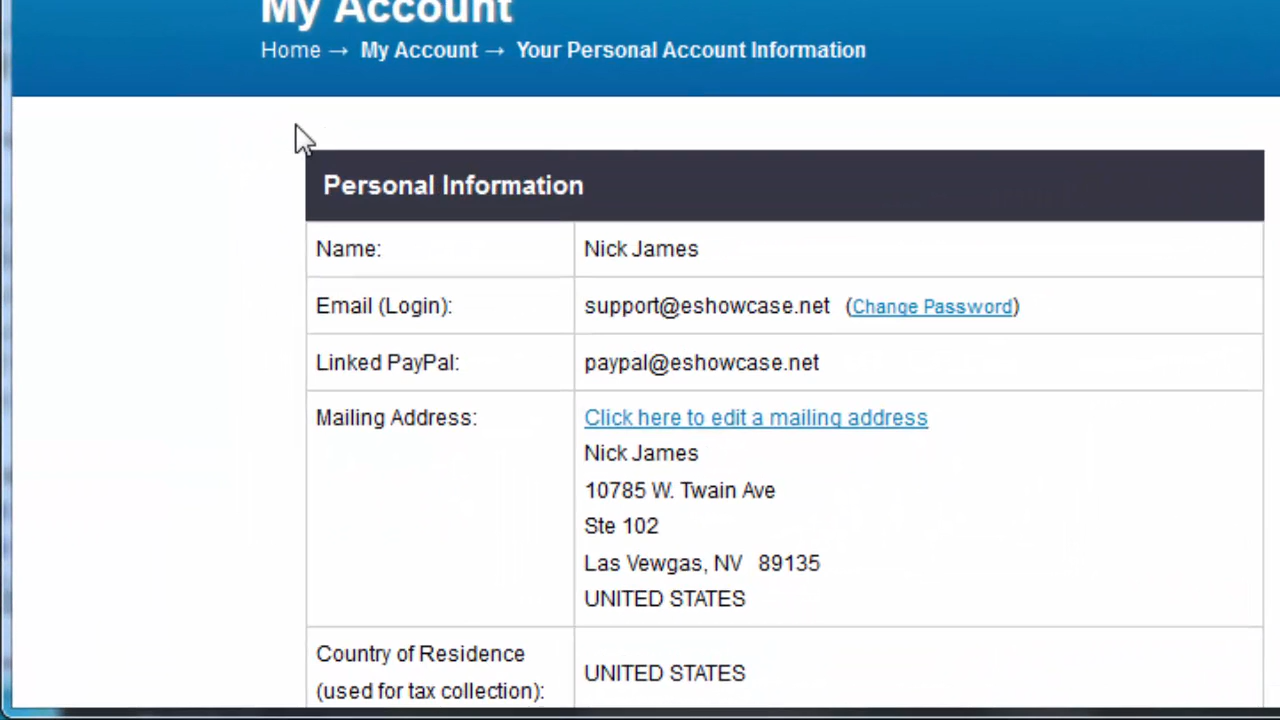 My Account
Home → My Account → Your Personal Account Information
Personal Information
Name: Nick James
Email (Login): support@eshowcase.net (Change Password)
Linked PayPal: paypal@eshowcase.net
Mailing Address: Click here to edit a mailing address
Nick James
10785 W. Twain Ave
Ste 102
Las Vewgas, NV 89135
UNITED STATES
Country of Residence
(used for tax collection): UNITED STATES